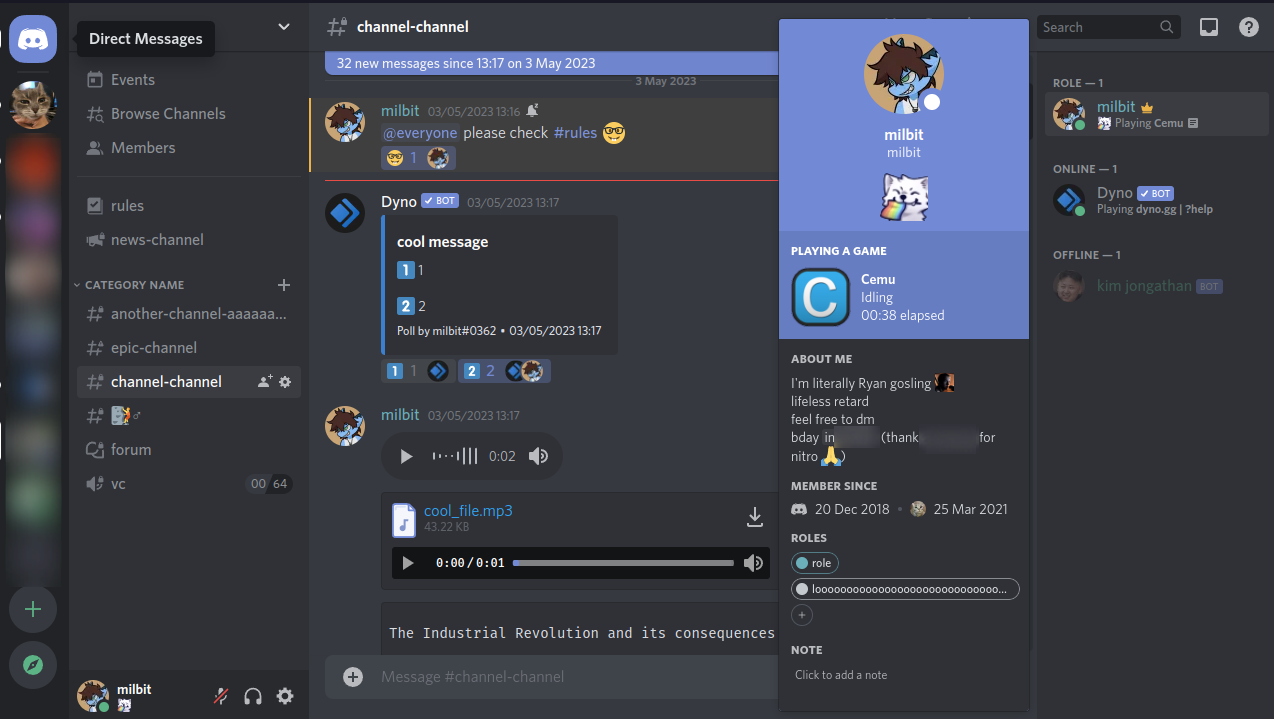 Direct Messages
Events
Browse Channels
Members
rules
news-channel
CATEGORY NAME
another-channel-aaaaaa...
epic-channel
channel-channel
forum
vc
00 64
milbit
channel-channel
32 new messages since 13:17 on 3 May 2023
3 May 2023
milbit 03/05/2023 13:16
@everyone please check #rules
1
Dyno BOT 03/05/2023 13:17
cool message
1 1
2 2
Poll by milbit#0362 • 03/05/2023 13:17
1 1
2 2
milbit 03/05/2023 13:17
0:02
cool_file.mp3
43.22 KB
0:00/0:01
The Industrial Revolution and its consequences
Message #channel-channel
milbit
milbit
PLAYING A GAME
C
Cemu
Idling
00:38 elapsed
ABOUT ME
I'm literally Ryan gosling
lifeless retard
feel free to dm
bday in (thank for
nitro )
MEMBER SINCE
20 Dec 2018 • 25 Mar 2021
ROLES
role
looooooooooooooooooooooooooooo...
NOTE
Click to add a note
Search
ROLE — 1
milbit
Playing Cemu
ONLINE — 1
Dyno BOT
Playing dyno.gg | ?help
OFFLINE — 1
kim jongathan BOT